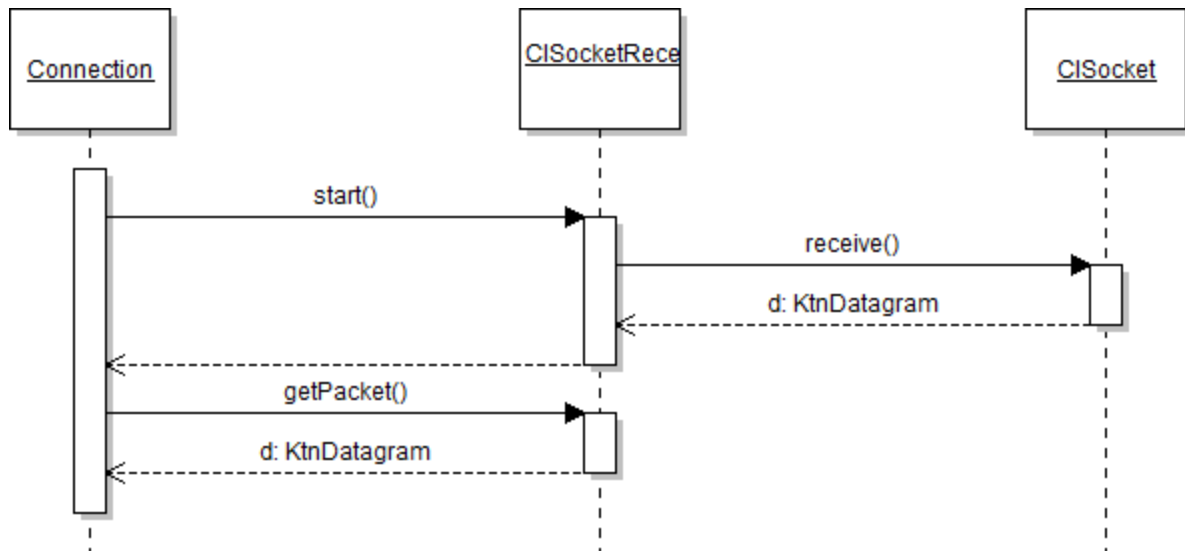 Connection
ClSocketRece
ClSocket
start()
receive()
d: KtnDatagram
getPacket()
d: KtnDatagram